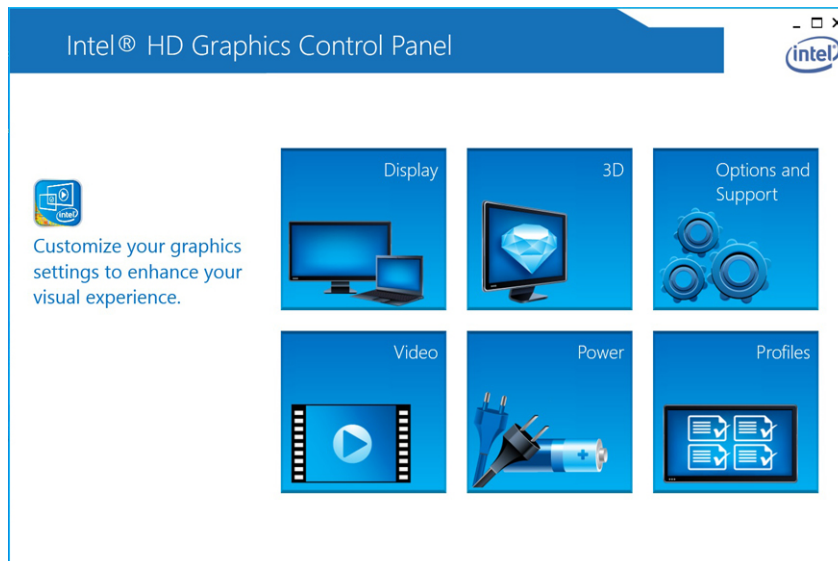 Intel® HD Graphics Control Panel
intel
Display
3D
Options and
Support
intel
Customize your graphics
settings to enhance your
visual experience.
Video
Power
Profiles